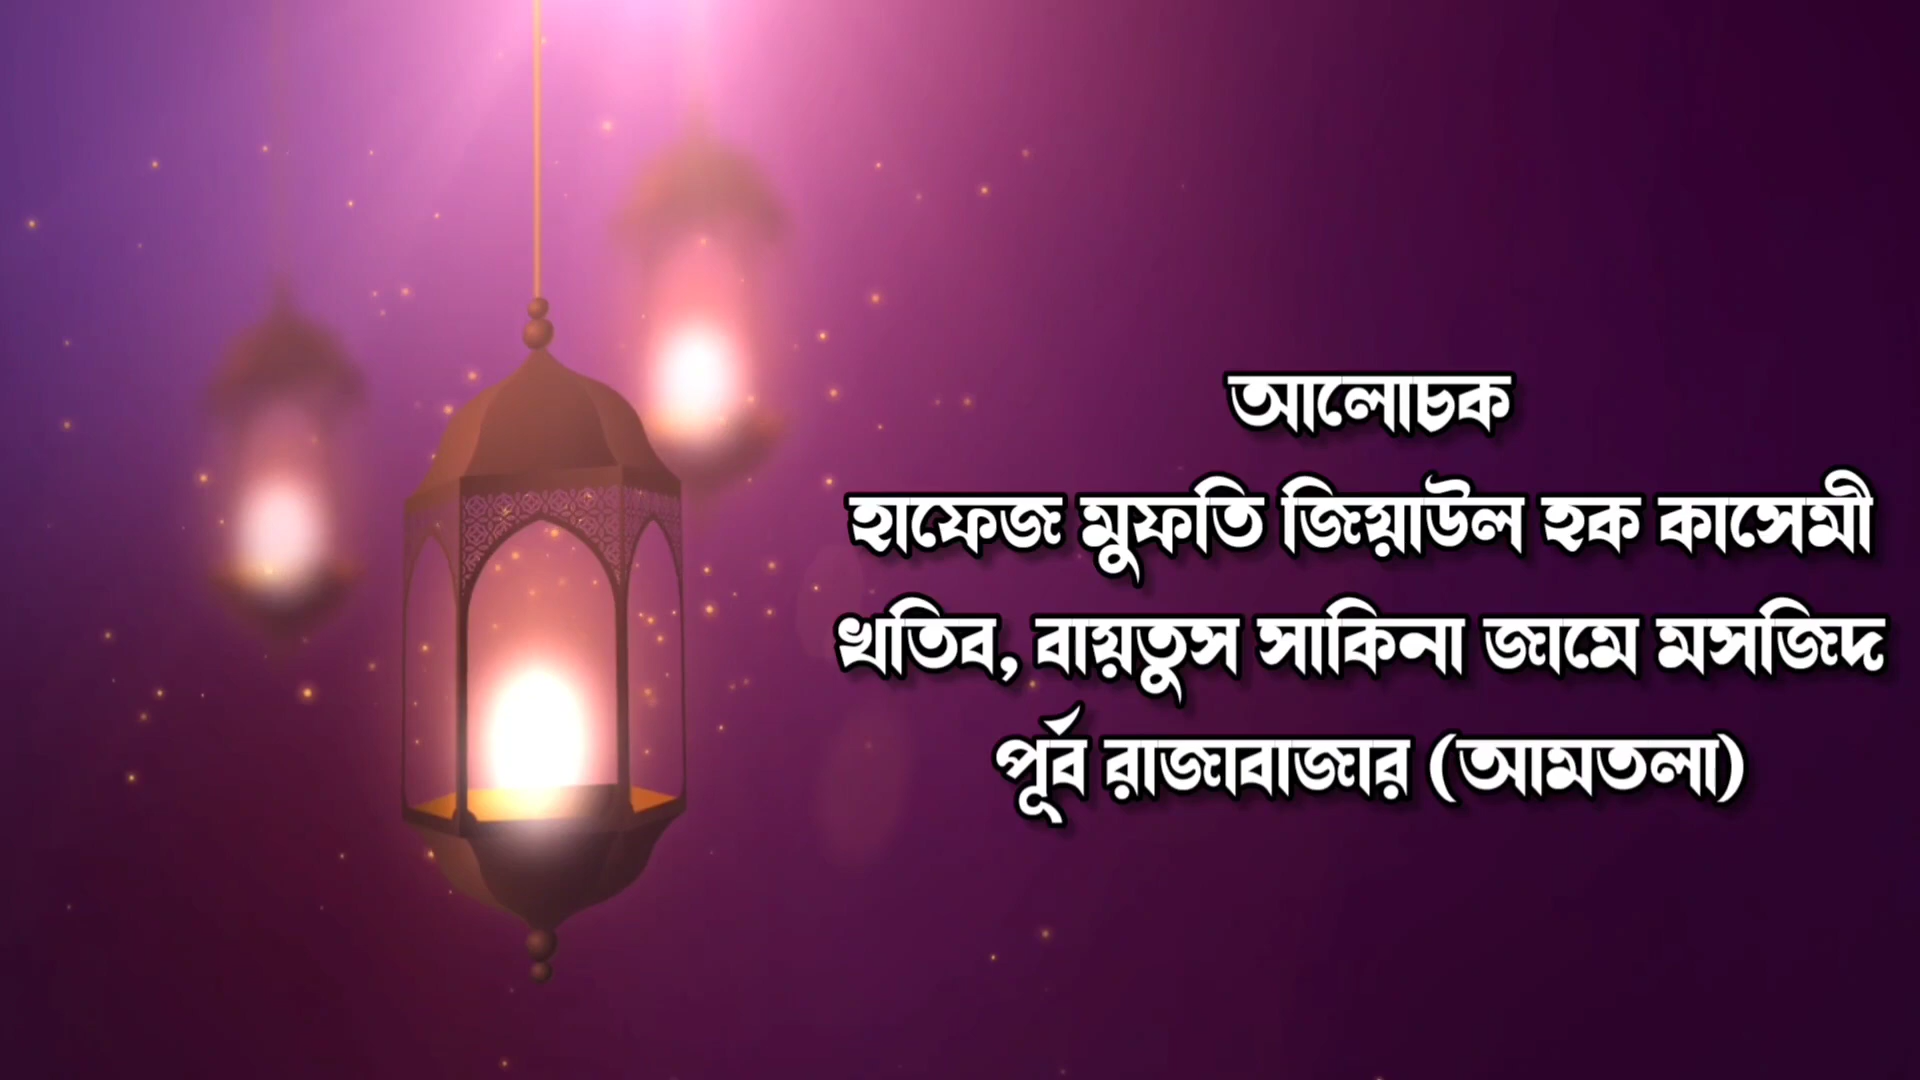 আলোচক
হাফেজ মুফতি জিয়াউল হক কাসেমী
খতিব, বায়তুস সাকিনা জামে মসজিদ
পূর্ব রাজাবাজার (আমতলা)